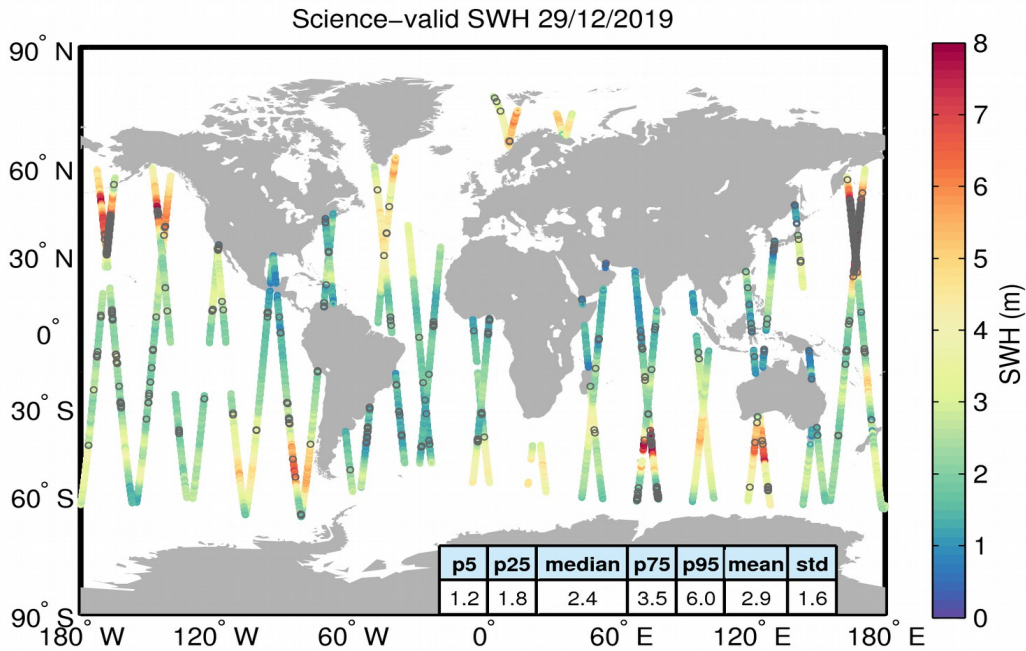 Science−valid SWH 29/12/2019
90° N
60° N
30° N
0°
30° S
60° S
90° S
180° W
120° W
60° W
0°
60° E
120° E
180° E
p5 p25 median p75 p95 mean std
1.2 1.8 2.4 3.5 6.0 2.9 1.6
8
7
6
5
4
3
2
1
0
SWH (m)